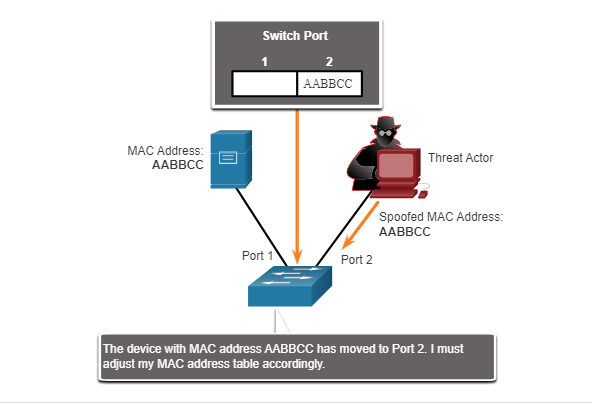 Switch Port
1 2
AABBCC
MAC Address:
AABBCC
Threat Actor
Spoofed MAC Address:
AABBCC
Port 1
Port 2
The device with MAC address AABBCC has moved to Port 2. I must
adjust my MAC address table accordingly.